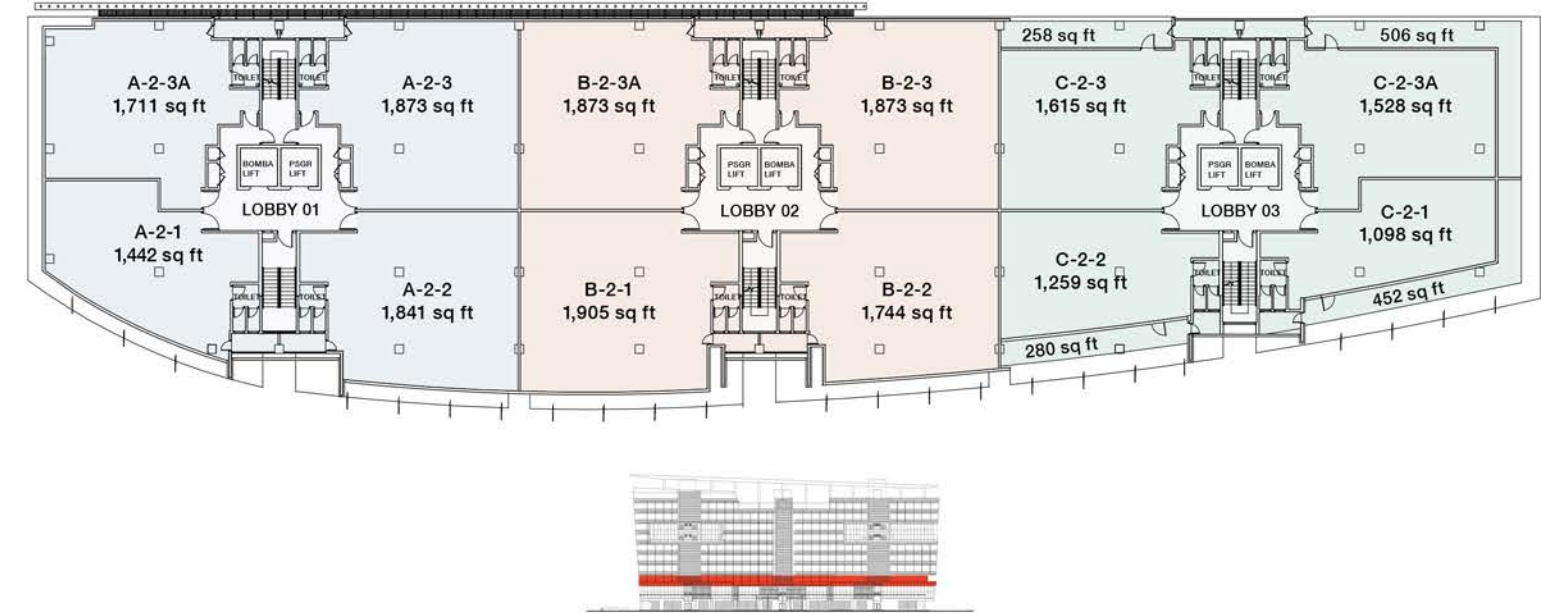 258 sq ft
506 sq ft
TOILET
TOILET
TOILET
TOILET
TOILET
TOILET
A-2-3A
1,711 sq ft
A-2-3
1,873 sq ft
B-2-3A
1,873 sq ft
B-2-3
1,873 sq ft
C-2-3
1,615 sq ft
C-2-3A
1,528 sq ft
BOMBA
LIFT
PSGR
LIFT
PSGR
LIFT
BOMBA
LIFT
PSGR
LIFT
BOMBA
LIFT
LOBBY 01
LOBBY 02
LOBBY 03
A-2-1
1,442 sq ft
A-2-2
1,841 sq ft
B-2-1
1,905 sq ft
B-2-2
1,744 sq ft
C-2-2
1,259 sq ft
C-2-1
1,098 sq ft
TOILET
TOILET
TOILET
TOILET
TOILET
TOILET
280 sq ft
452 sq ft